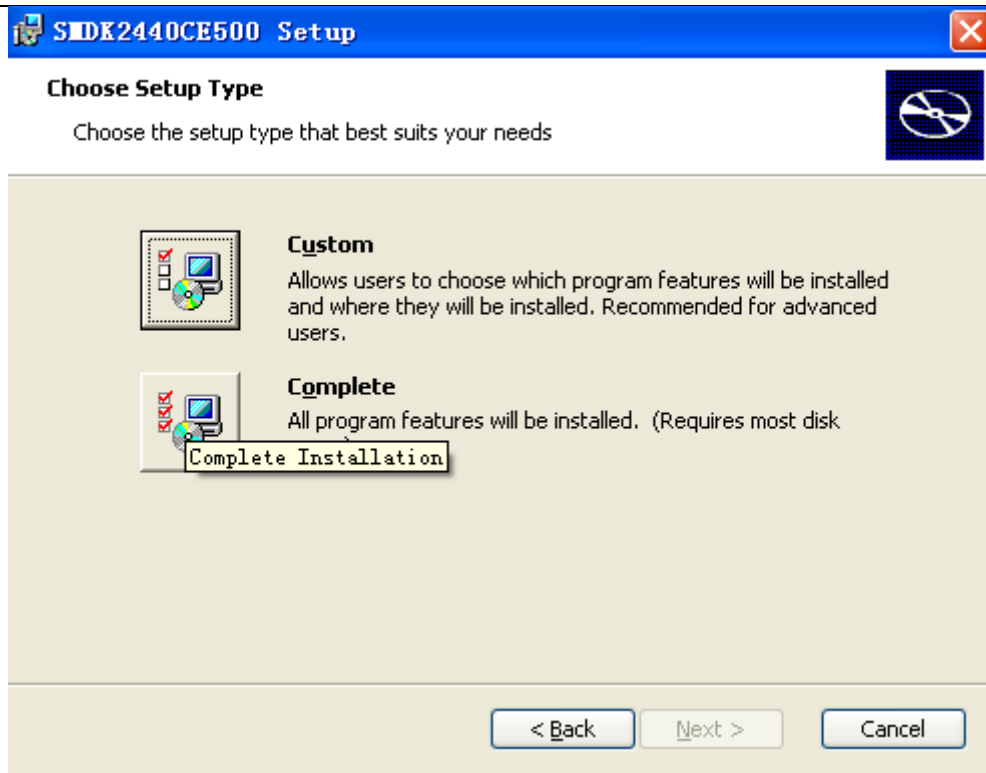 SMDK2440CE500 Setup
Choose Setup Type
Choose the setup type that best suits your needs
Custom
Allows users to choose which program features will be installed
and where they will be installed. Recommended for advanced
users.
Complete
All program features will be installed. (Requires most disk
Complete Installation
< Back
Next >
Cancel